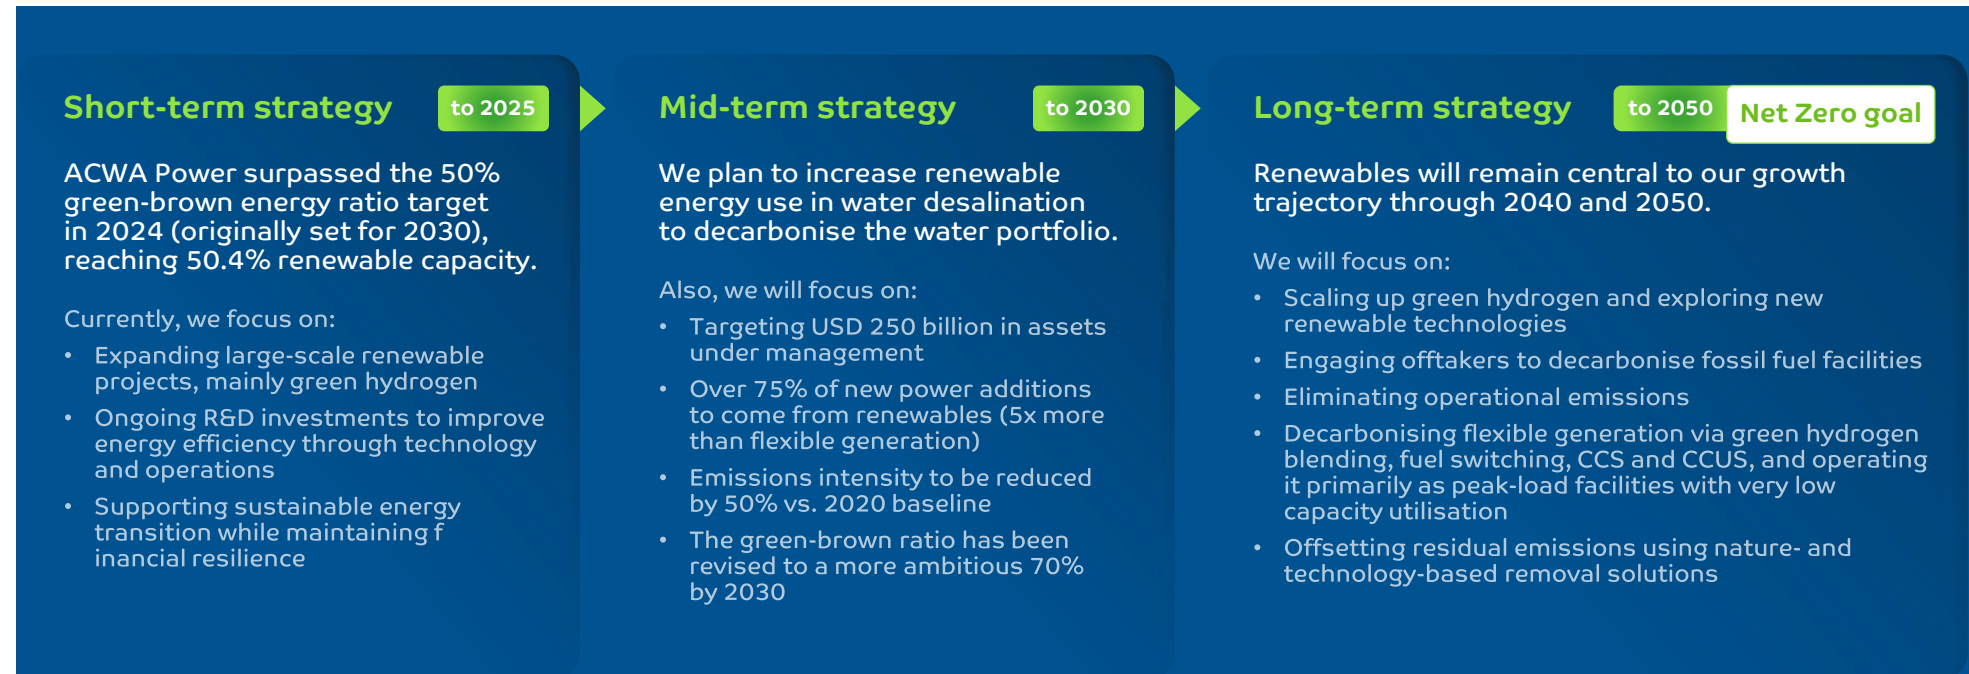 Short-term strategy
to 2025
ACWA Power surpassed the 50%
green-brown energy ratio target
in 2024 (originally set for 2030),
reaching 50.4% renewable capacity.
Currently, we focus on:
• Expanding large-scale renewable
projects, mainly green hydrogen
• Ongoing R&D investments to improve
energy efficiency through technology
and operations
• Supporting sustainable energy
transition while maintaining f
inancial resilience
Mid-term strategy
to 2030
We plan to increase renewable
energy use in water desalination
to decarbonise the water portfolio.
Also, we will focus on:
• Targeting USD 250 billion in assets
under management
• Over 75% of new power additions
to come from renewables (5x more
than flexible generation)
• Emissions intensity to be reduced
by 50% vs. 2020 baseline
• The green-brown ratio has been
revised to a more ambitious 70%
by 2030
Long-term strategy
to 2050
Net Zero goal
Renewables will remain central to our growth
trajectory through 2040 and 2050.
We will focus on:
• Scaling up green hydrogen and exploring new
renewable technologies
• Engaging offtakers to decarbonise fossil fuel facilities
• Eliminating operational emissions
• Decarbonising flexible generation via green hydrogen
blending, fuel switching, CCS and CCUS, and operating
it primarily as peak-load facilities with very low
capacity utilisation
• Offsetting residual emissions using nature- and
technology-based removal solutions